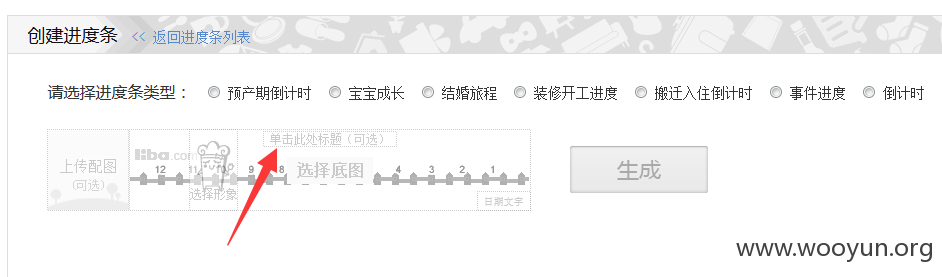 创建进度条 << 返回进度条列表
请选择进度条类型： 预产期倒计时 宝宝成长 结婚旅程 装修开工进度 搬迁入住倒计时 事件进度 倒计时
单击此处标题（可选）
上传配图
（可选）
liba.com
12 11 10 9 8 4 3 2 1
选择底图
选择形象
日期文字
生成
www.wooyun.org